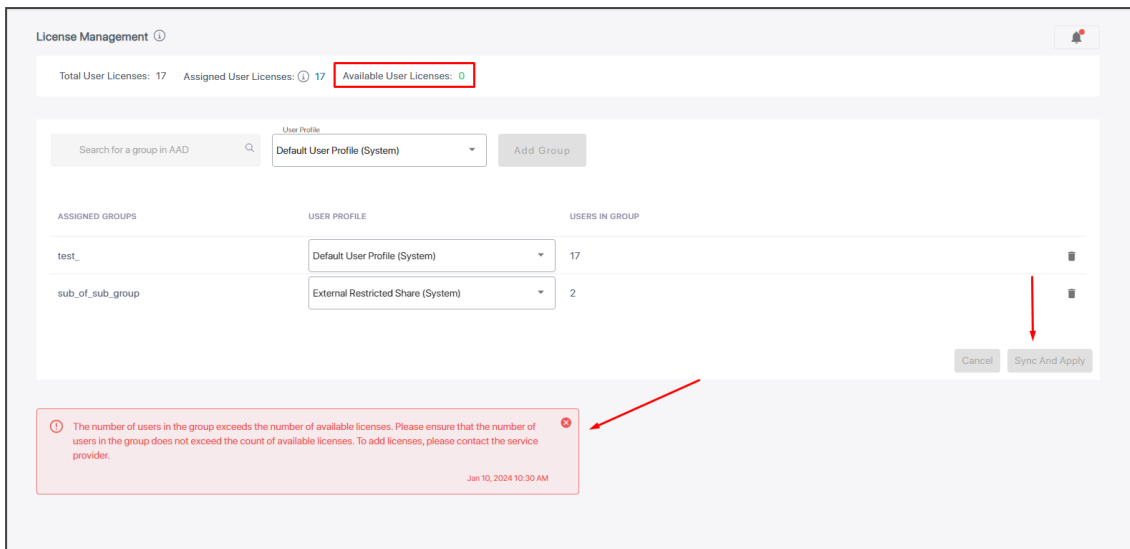 License Management
Total User Licenses: 17 Assigned User Licenses: 17 Available User Licenses: 0
User Profile
Search for a group in AAD Default User Profile (System) Add Group
ASSIGNED GROUPS USER PROFILE USERS IN GROUP
test_ Default User Profile (System) 17
sub_of_sub_group External Restricted Share (System) 2
Cancel Sync And Apply
The number of users in the group exceeds the number of available licenses. Please ensure that the number of
users in the group does not exceed the count of available licenses. To add licenses, please contact the service
provider.
Jan 10, 2024 10:30 AM